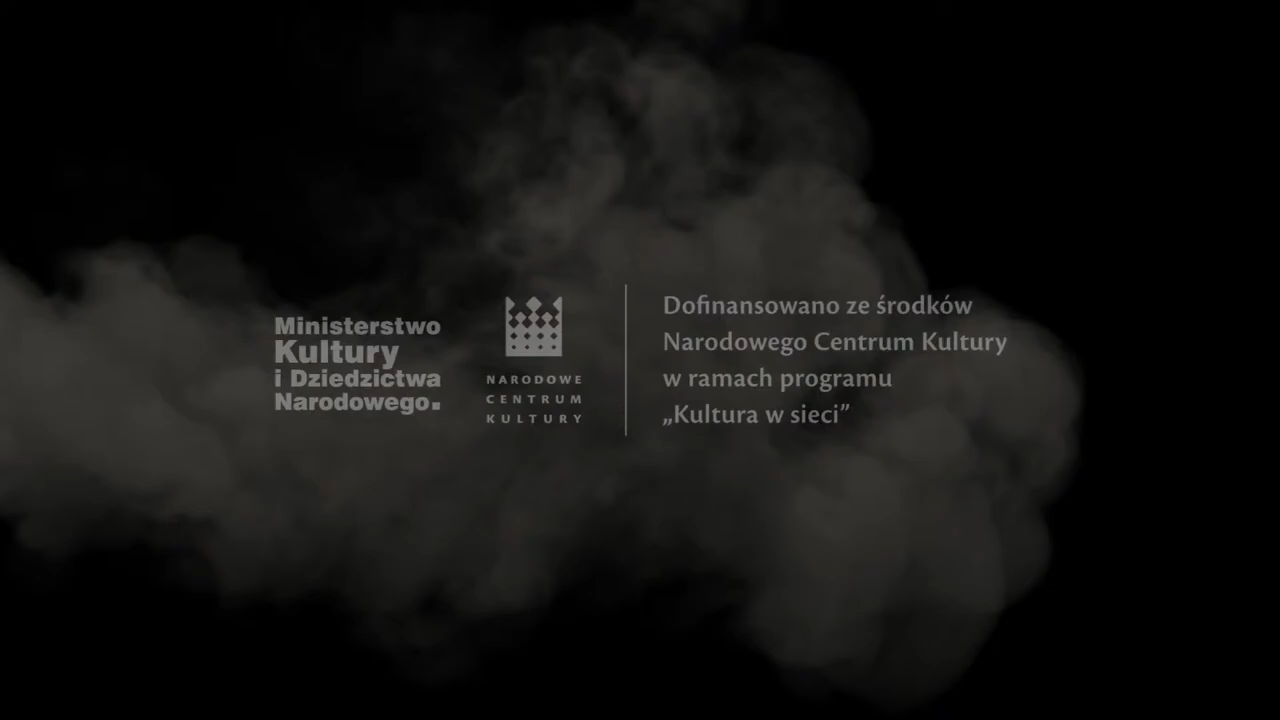 Ministerstwo
Kultury
i Dziedzictwa
Narodowego.
NARODOWE
CENTRUM
KULTURY
Dofinansowano ze środków
Narodowego Centrum Kultury
w ramach programu
„Kultura w sieci”